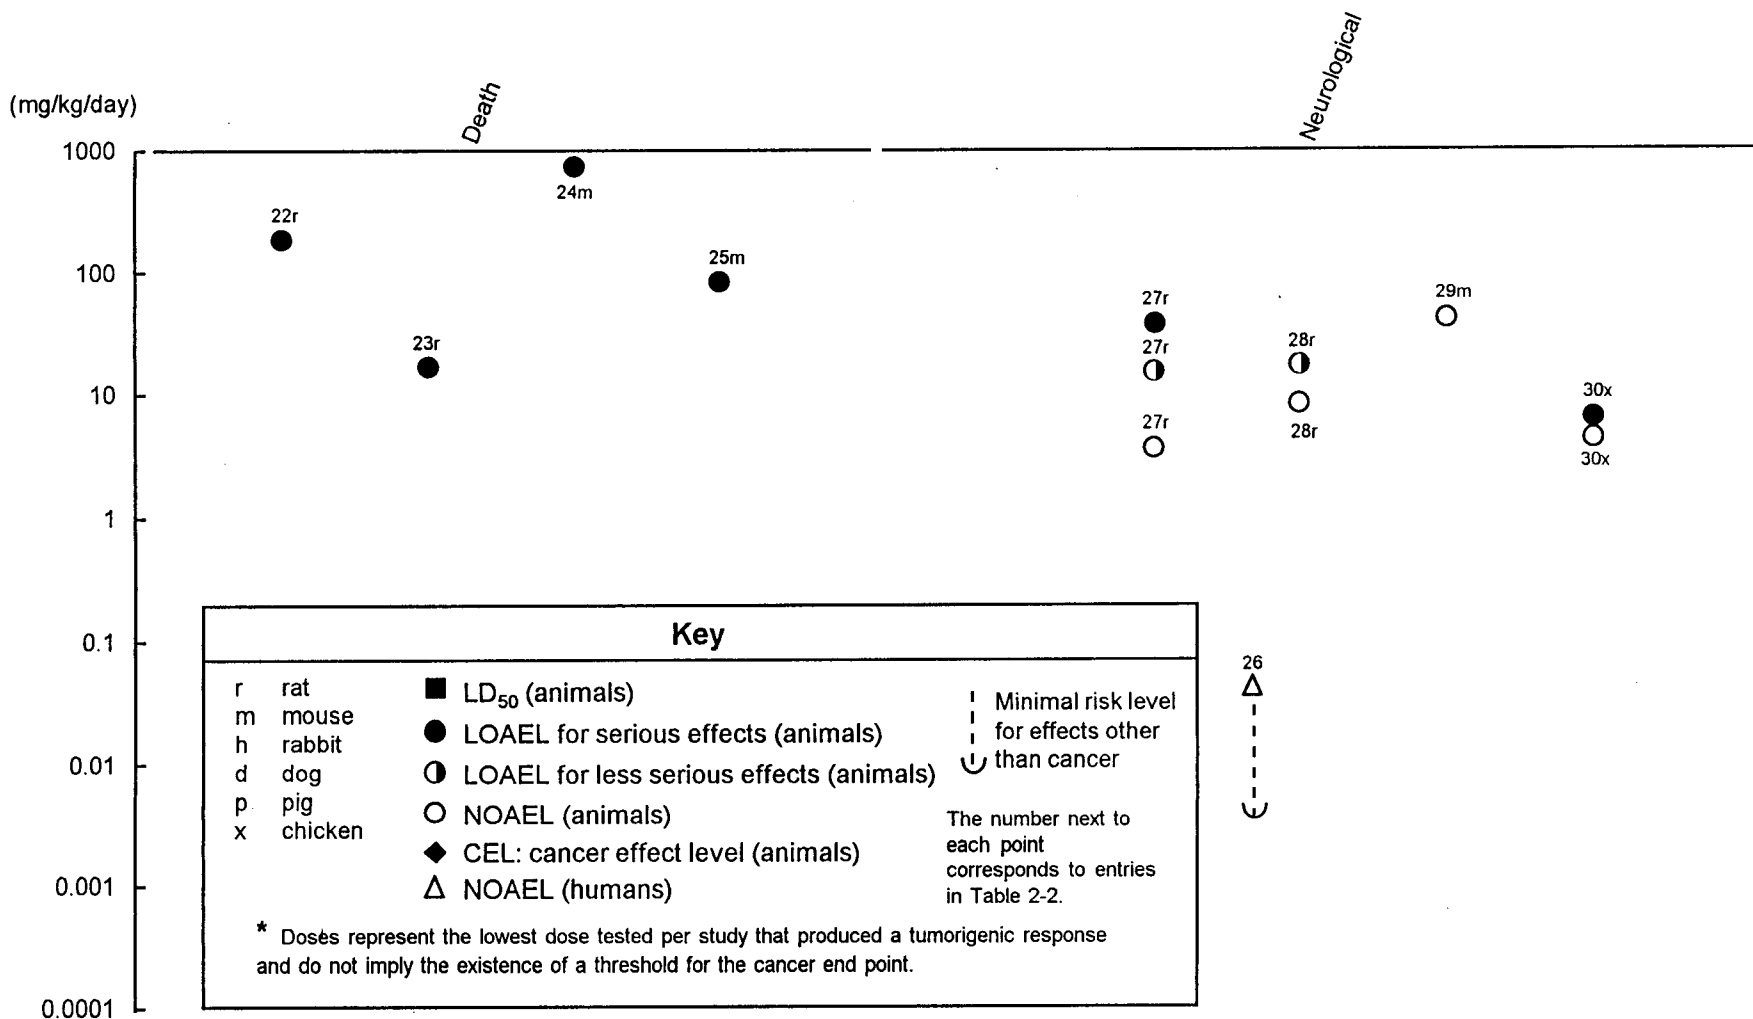 Death
Neurological
(mg/kg/day)
1000
24m
22r
25m
100
27r
29m
23r
27r
28r
10
30x
27r
28r
30x
1
0.1
0.01
0.001
0.0001
26
Key
r rat
m mouse
h rabbit
d dog
p pig
x chicken
LD50 (animals)
LOAEL for serious effects (animals)
LOAEL for less serious effects (animals)
NOAEL (animals)
CEL: cancer effect level (animals)
NOAEL (humans)
Minimal risk level
for effects other
than cancer
The number next to
each point
corresponds to entries
in Table 2-2.
* Doses represent the lowest dose tested per study that produced a tumorigenic response
and do not imply the existence of a threshold for the cancer end point.